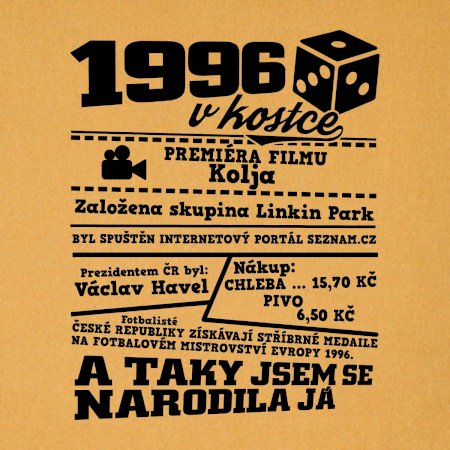 1996
v kostce
PREMIÉRA FILMU
Kolja
Založena skupina Linkin Park
BYL SPUŠTĚN INTERNETOVÝ PORTÁL SEZNAM.CZ
Prezidentem ČR byl:
Václav Havel
Nákup:
CHLEBA ... 15,70 KČ
PIVO
6,50 KČ
Fotbalisté
ČESKÉ REPUBLIKY ZÍSKÁVAJÍ STŘÍBRNÉ MEDAILE
NA FOTBALOVÉM MISTROVSTVÍ EVROPY 1996.
A TAKY JSEM SE
NARODILA JÁ